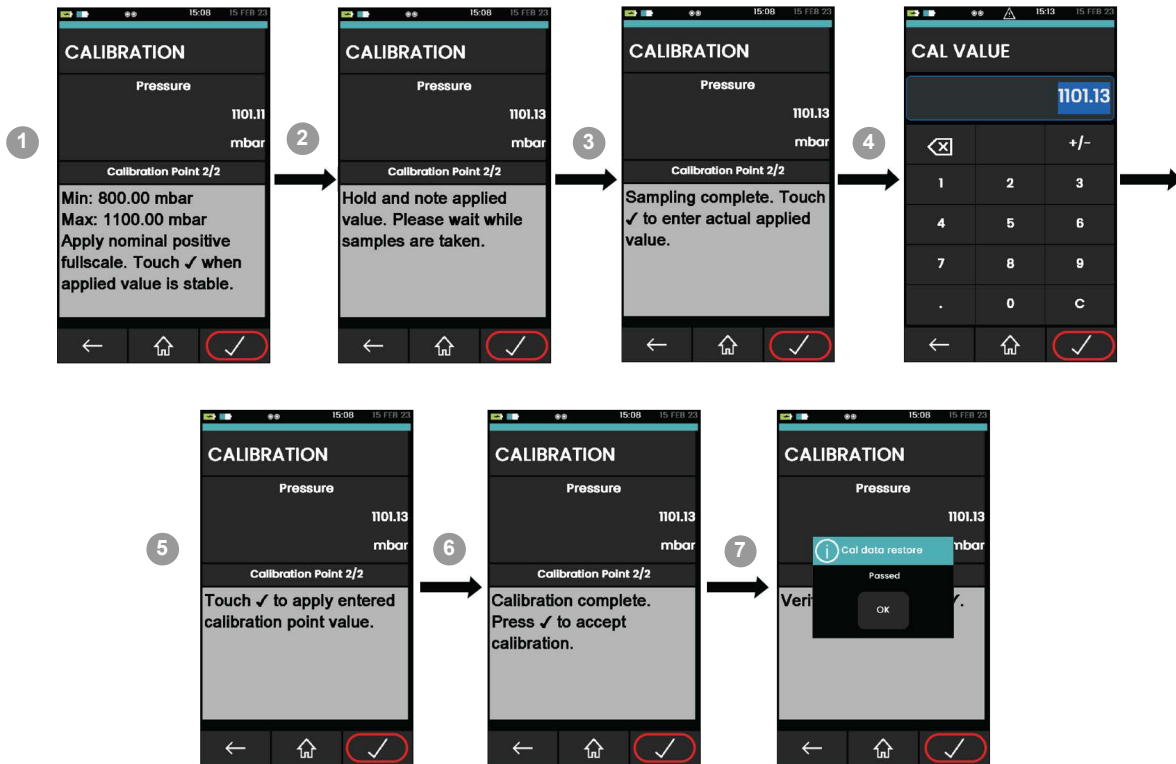 1
15:08 15 FEB 23
CALIBRATION
Pressure
1101.11
mbar
Calibration Point 2/2
Min: 800.00 mbar
Max: 1100.00 mbar
Apply nominal positive
fullscale. Touch ✓ when
applied value is stable.
2
15:08 15 FEB 23
CALIBRATION
Pressure
1101.13
mbar
Calibration Point 2/2
Hold and note applied
value. Please wait while
samples are taken.
3
15:08 15 FEB 23
CALIBRATION
Pressure
1101.13
mbar
Calibration Point 2/2
Sampling complete. Touch
✓ to enter actual applied
value.
4
15:13 15 FEB 23
CAL VALUE
1101.13
+/-
1 2 3
4 5 6
7 8 9
. 0 C
5
15:08 15 FEB 23
CALIBRATION
Pressure
1101.13
mbar
Calibration Point 2/2
Touch ✓ to apply entered
calibration point value.
6
15:08 15 FEB 23
CALIBRATION
Pressure
1101.13
mbar
Calibration Point 2/2
Calibration complete.
Press ✓ to accept
calibration.
7
15:08 15 FEB 23
CALIBRATION
Pressure
1101.13
mbar
Cal data restore
Passed
OK